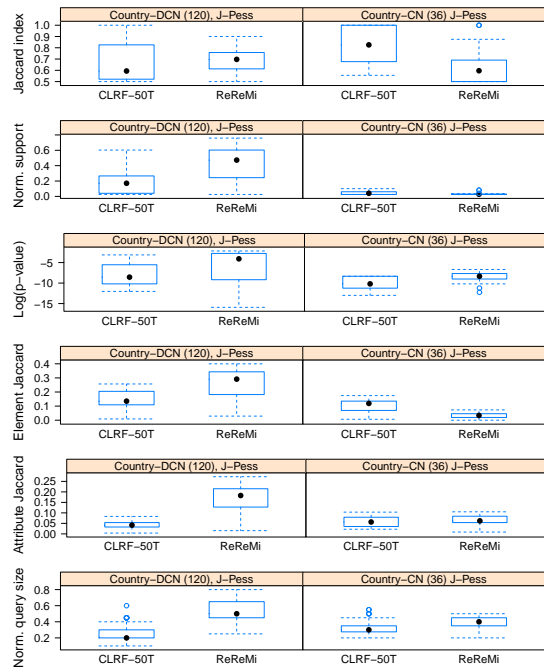 Country−DCN (120), J−Pess Country−CN (36) J−Pess
Jaccard index
1.0
0.9
0.8
0.7
0.6
0.5
CLRF−50T ReReMi CLRF−50T ReReMi
Country−DCN (120), J−Pess Country−CN (36) J−Pess
Norm. support
0.6
0.4
0.2
0.0
CLRF−50T ReReMi CLRF−50T ReReMi
Country−DCN (120), J−Pess Country−CN (36) J−Pess
Log(p−value)
−5
−10
−15
CLRF−50T ReReMi CLRF−50T ReReMi
Country−DCN (120), J−Pess Country−CN (36) J−Pess
Element Jaccard
0.4
0.3
0.2
0.1
0.0
CLRF−50T ReReMi CLRF−50T ReReMi
Country−DCN (120), J−Pess Country−CN (36) J−Pess
Attribute Jaccard
0.25
0.20
0.15
0.10
0.05
0.00
CLRF−50T ReReMi CLRF−50T ReReMi
Country−DCN (120), J−Pess Country−CN (36) J−Pess
Norm. query size
0.8
0.6
0.4
0.2
CLRF−50T ReReMi CLRF−50T ReReMi